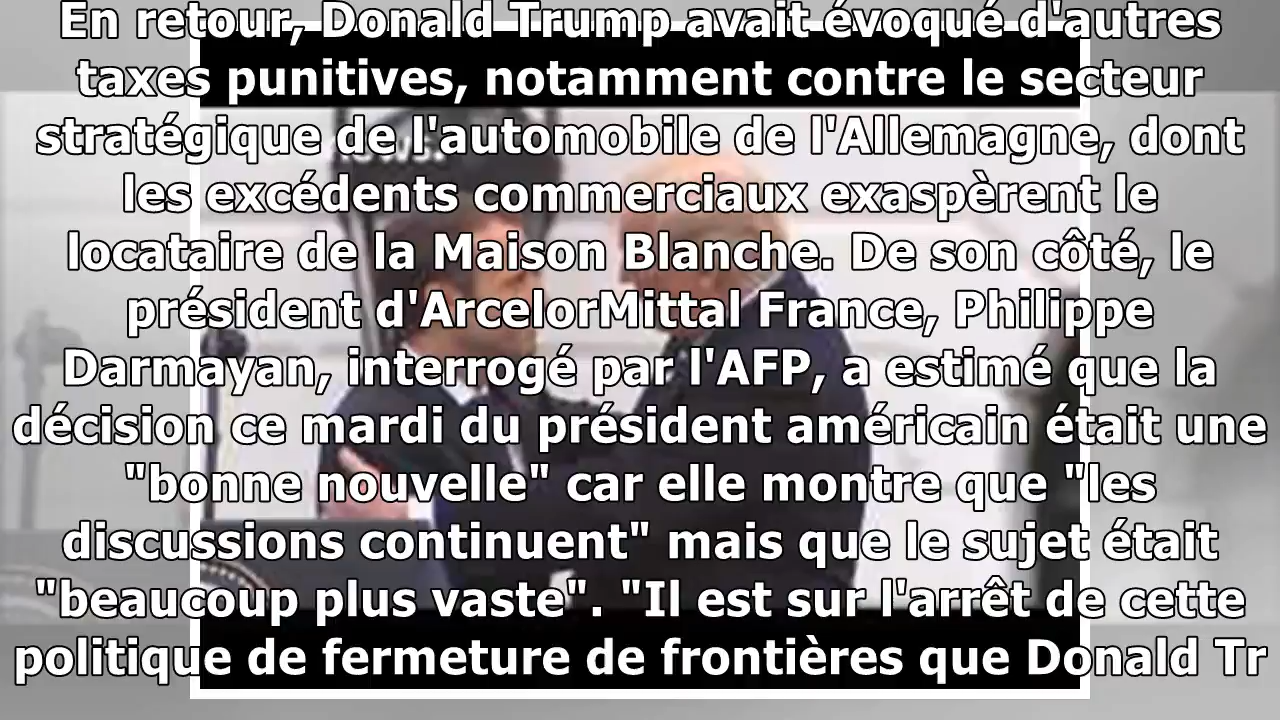 En retour, Donald Trump avait évoqué d'autres
taxes punitives, notamment contre le secteur
stratégique de l'automobile de l'Allemagne, dont
les excédents commerciaux exaspèrent le
locataire de la Maison Blanche. De son côté, le
président d'ArcelorMittal France, Philippe
Darmayan, interrogé par l'AFP, a estimé que la
décision ce mardi du président américain était une
"bonne nouvelle" car elle montre que "les
discussions continuent" mais que le sujet était
"beaucoup plus vaste". "Il est sur l'arrêt de cette
politique de fermeture de frontières que Donald Tr